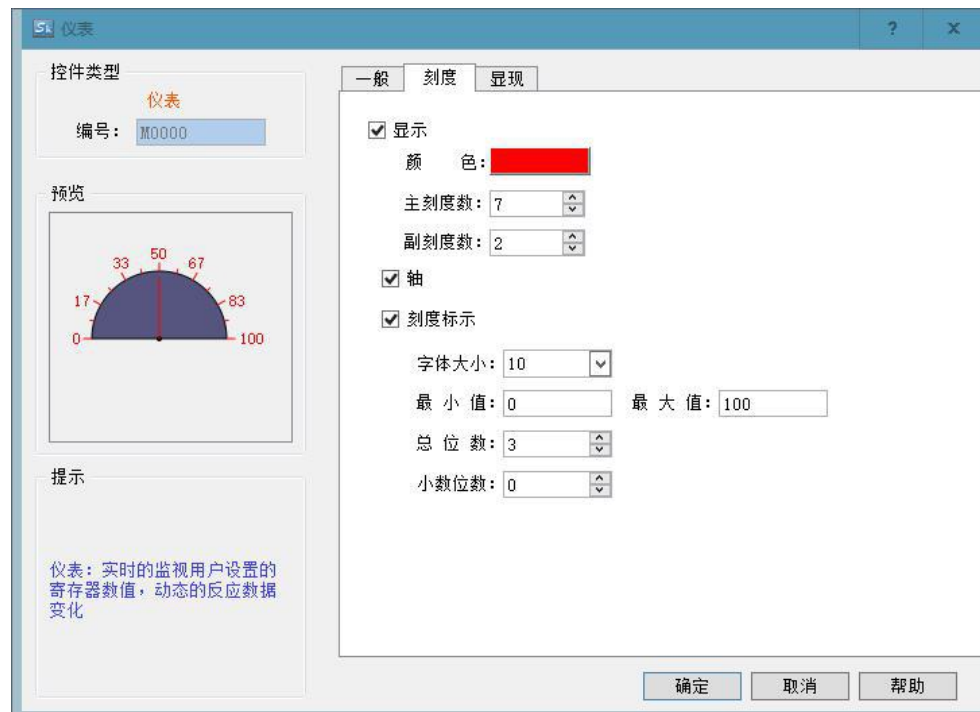 SK 仪表 ? x
控件类型
仪表
编号: M0000
预览
0 17 33 50 67 83 100
提示
仪表: 实时的监视用户设置的
寄存器数值, 动态的反应数据
变化
一般 刻度 显现
显示
颜 色:
主刻度数: 7
副刻度数: 2
轴
刻度标示
字体大小: 10
最 小 值: 0 最 大 值: 100
总 位 数: 3
小数位数: 0
确定 取消 帮助